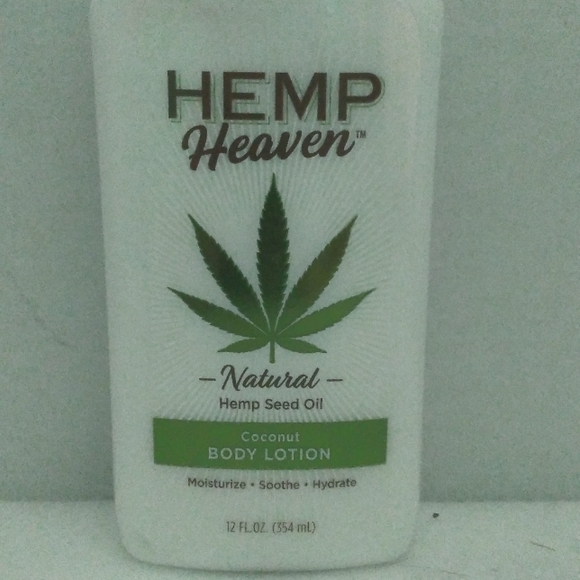 HEMP
Heaven™
– Natural –
Hemp Seed Oil
Coconut
BODY LOTION
Moisturize • Soothe • Hydrate
12 FL.OZ. (354 mL)